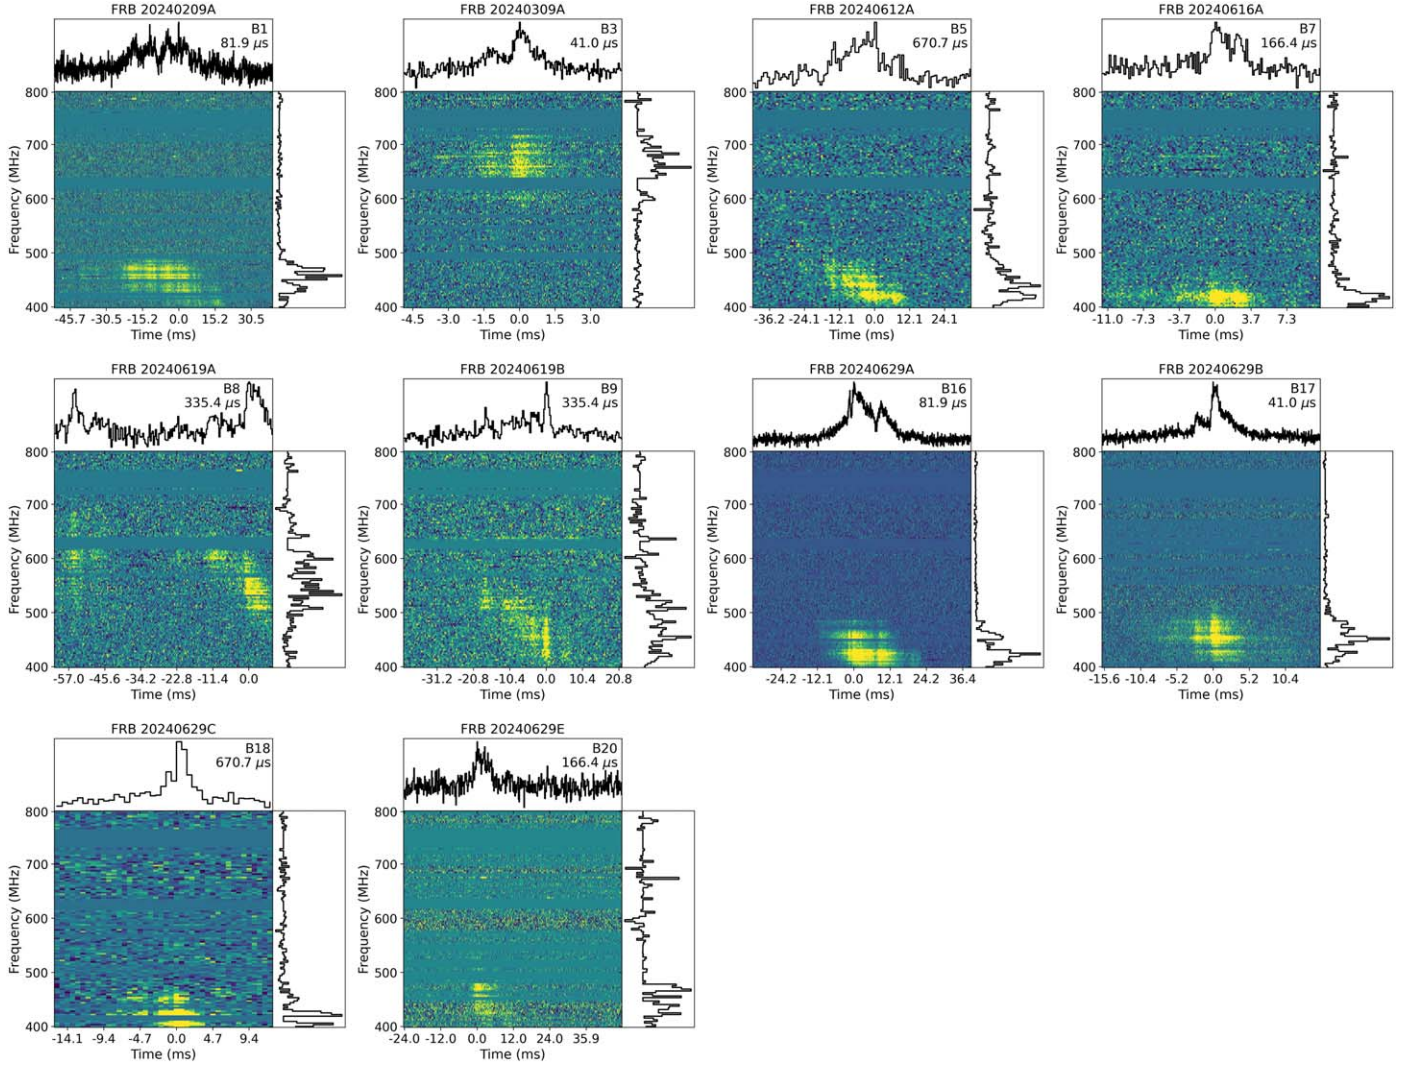 FRB 20240209A
B1
81.9 μs
800
700
600
500
400
Frequency (MHz)
-45.7 -30.5 -15.2 0.0 15.2 30.5
Time (ms)
FRB 20240309A
B3
41.0 μs
800
700
600
500
400
Frequency (MHz)
-4.5 -3.0 -1.5 0.0 1.5 3.0
Time (ms)
FRB 20240612A
B5
670.7 μs
800
700
600
500
400
Frequency (MHz)
-36.2 -24.1 -12.1 0.0 12.1 24.1
Time (ms)
FRB 20240616A
B7
166.4 μs
800
700
600
500
400
Frequency (MHz)
-11.0 -7.3 -3.7 0.0 3.7 7.3
Time (ms)
FRB 20240619A
B8
335.4 μs
800
700
600
500
400
Frequency (MHz)
-57.0 -45.6 -34.2 -22.8 -11.4 0.0
Time (ms)
FRB 20240619B
B9
335.4 μs
800
700
600
500
400
Frequency (MHz)
-31.2 -20.8 -10.4 0.0 10.4 20.8
Time (ms)
FRB 20240629A
B16
81.9 μs
800
700
600
500
400
Frequency (MHz)
-24.2 -12.1 0.0 12.1 24.2 36.4
Time (ms)
FRB 20240629B
B17
41.0 μs
800
700
600
500
400
Frequency (MHz)
-15.6 -10.4 -5.2 0.0 5.2 10.4
Time (ms)
FRB 20240629C
B18
670.7 μs
800
700
600
500
400
Frequency (MHz)
-14.1 -9.4 -4.7 0.0 4.7 9.4
Time (ms)
FRB 20240629E
B20
166.4 μs
800
700
600
500
400
Frequency (MHz)
-24.0 -12.0 0.0 12.0 24.0 35.9
Time (ms)